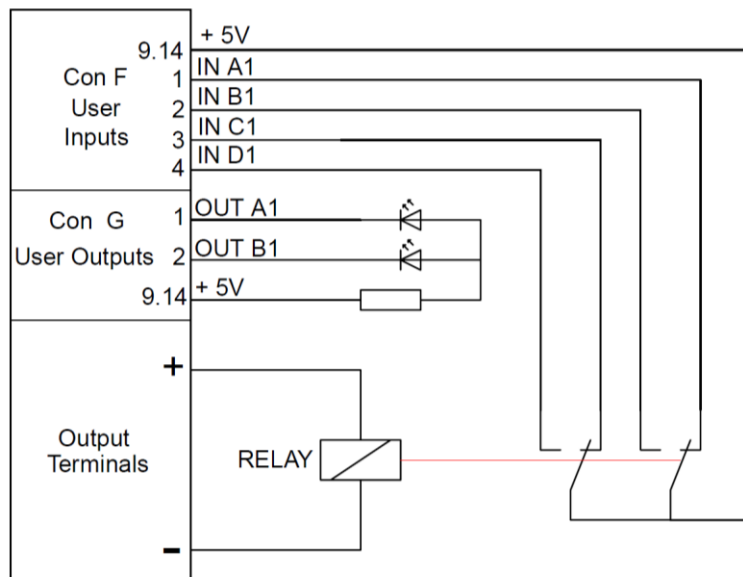 + 5V
9.14
IN A1
Con F
1
User
IN B1
2
Inputs
IN C1
3
IN D1
4
Con G
1
OUT A1
User Outputs
2
OUT B1
9.14
+ 5V
+
Output
Terminals
RELAY
-